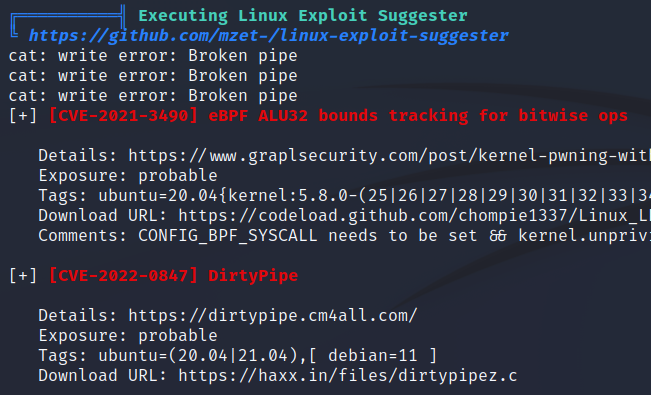 Executing Linux Exploit Suggester
https://github.com/mzet-/linux-exploit-suggester
cat: write error: Broken pipe
cat: write error: Broken pipe
cat: write error: Broken pipe
[+] [CVE-2021-3490] eBPF ALU32 bounds tracking for bitwise ops
Details: https://www.graplsecurity.com/post/kernel-pwning-with
Exposure: probable
Tags: ubuntu=20.04{kernel:5.8.0-(25|26|27|28|29|30|31|32|33|34
Download URL: https://codeload.github.com/chompie1337/Linux_L
Comments: CONFIG_BPF_SYSCALL needs to be set && kernel.unprivi
[+] [CVE-2022-0847] DirtyPipe
Details: https://dirtypipe.cm4all.com/
Exposure: probable
Tags: ubuntu=(20.04|21.04),[ debian=11 ]
Download URL: https://haxx.in/files/dirtypipez.c